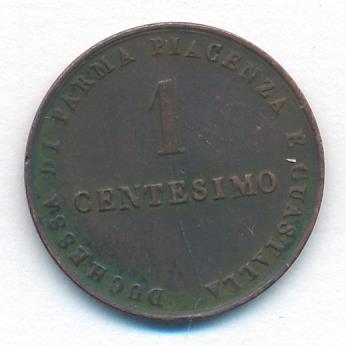 DUCHESSA DI PARMA PIACENZA E GUASTALLA
1
CENTESIMO